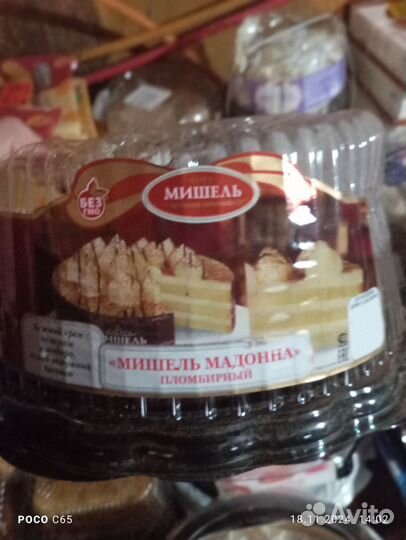 МИШЕЛЬ
БЕЗ
ГМО
МИШЕЛЬ
«МИШЕЛЬ МАДОННА»
ПЛОМБИРНЫЙ
POCO C65
18.11.2024 14:02
Avito